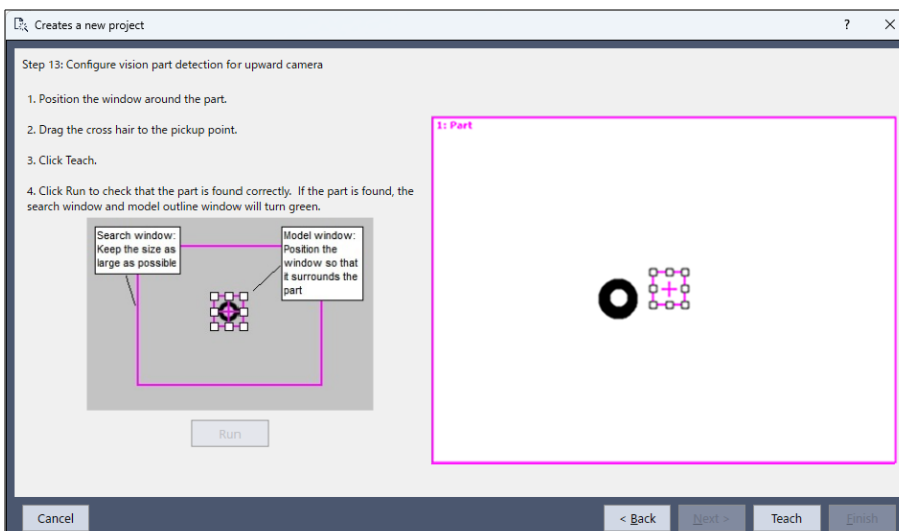 Creates a new project
?
Step 13: Configure vision part detection for upward camera
1. Position the window around the part.
2. Drag the cross hair to the pickup point.
3. Click Teach.
4. Click Run to check that the part is found correctly.  If the part is found, the
search window and model outline window will turn green.
Search window:
Keep the size as
large as possible
Model window:
Position the
window so that
it surrounds the
part
Run
1: Part
Cancel
< Back
Next >
Teach
Finish